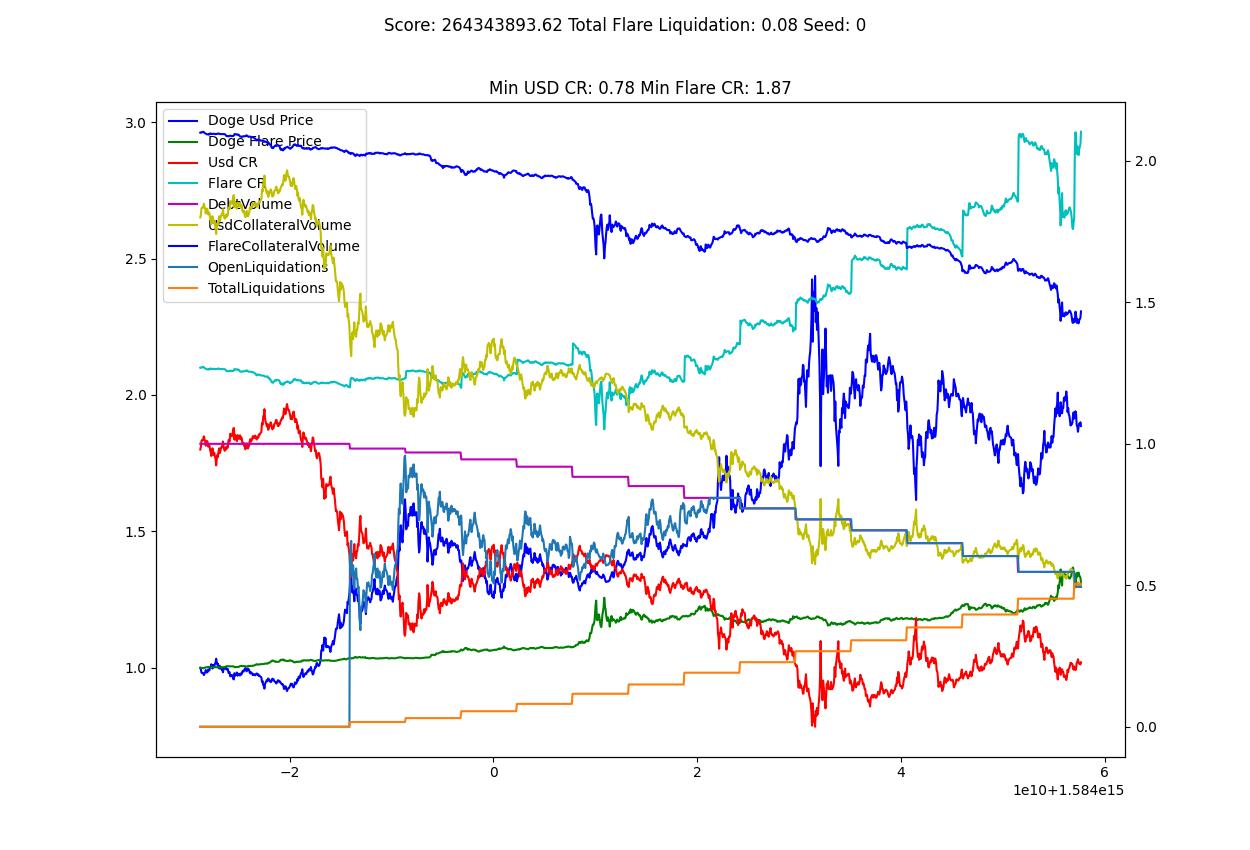 Score: 264343893.62 Total Flare Liquidation: 0.08 Seed: 0
Min USD CR: 0.78 Min Flare CR: 1.87
Doge Usd Price
Doge Flare Price
Usd CR
Flare CR
DebtVolume
UsdCollateralVolume
FlareCollateralVolume
OpenLiquidations
TotalLiquidations
3.0
2.5
2.0
1.5
1.0
2.0
1.5
1.0
0.5
0.0
−2 0 2 4 6
1e10+1.584e15